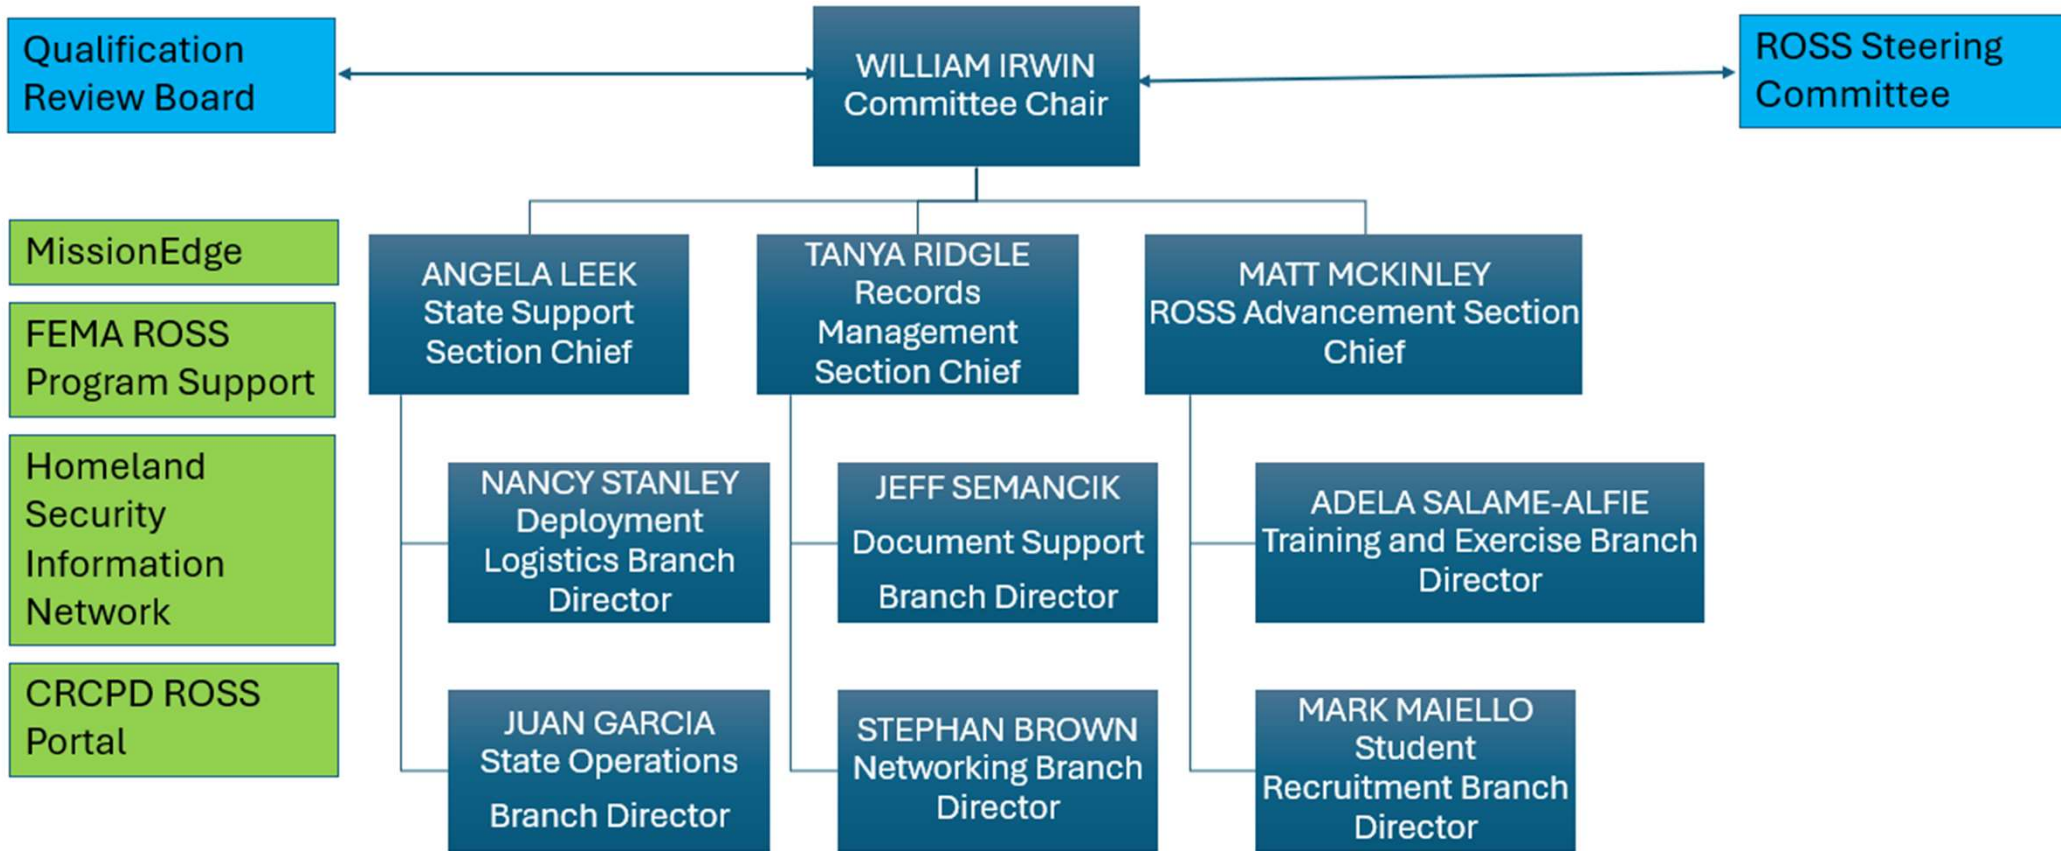 Qualification
Review Board
WILLIAM IRWIN
Committee Chair
ROSS Steering
Committee
MissionEdge
FEMA ROSS
Program Support
Homeland
Security
Information
Network
CRCPD ROSS
Portal
ANGELA LEEK
State Support
Section Chief
NANCY STANLEY
Deployment
Logistics Branch
Director
JUAN GARCIA
State Operations
Branch Director
TANYA RIDGLE
Records
Management
Section Chief
JEFF SEMANCIK
Document Support
Branch Director
STEPHAN BROWN
Networking Branch
Director
MATT MCKINLEY
ROSS Advancement Section
Chief
ADELA SALAME-ALFIE
Training and Exercise Branch
Director
MARK MAIELLO
Student
Recruitment Branch
Director